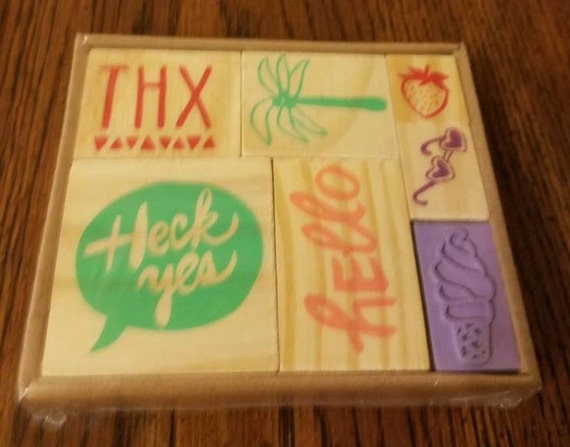 THX
Heck
yes
hello